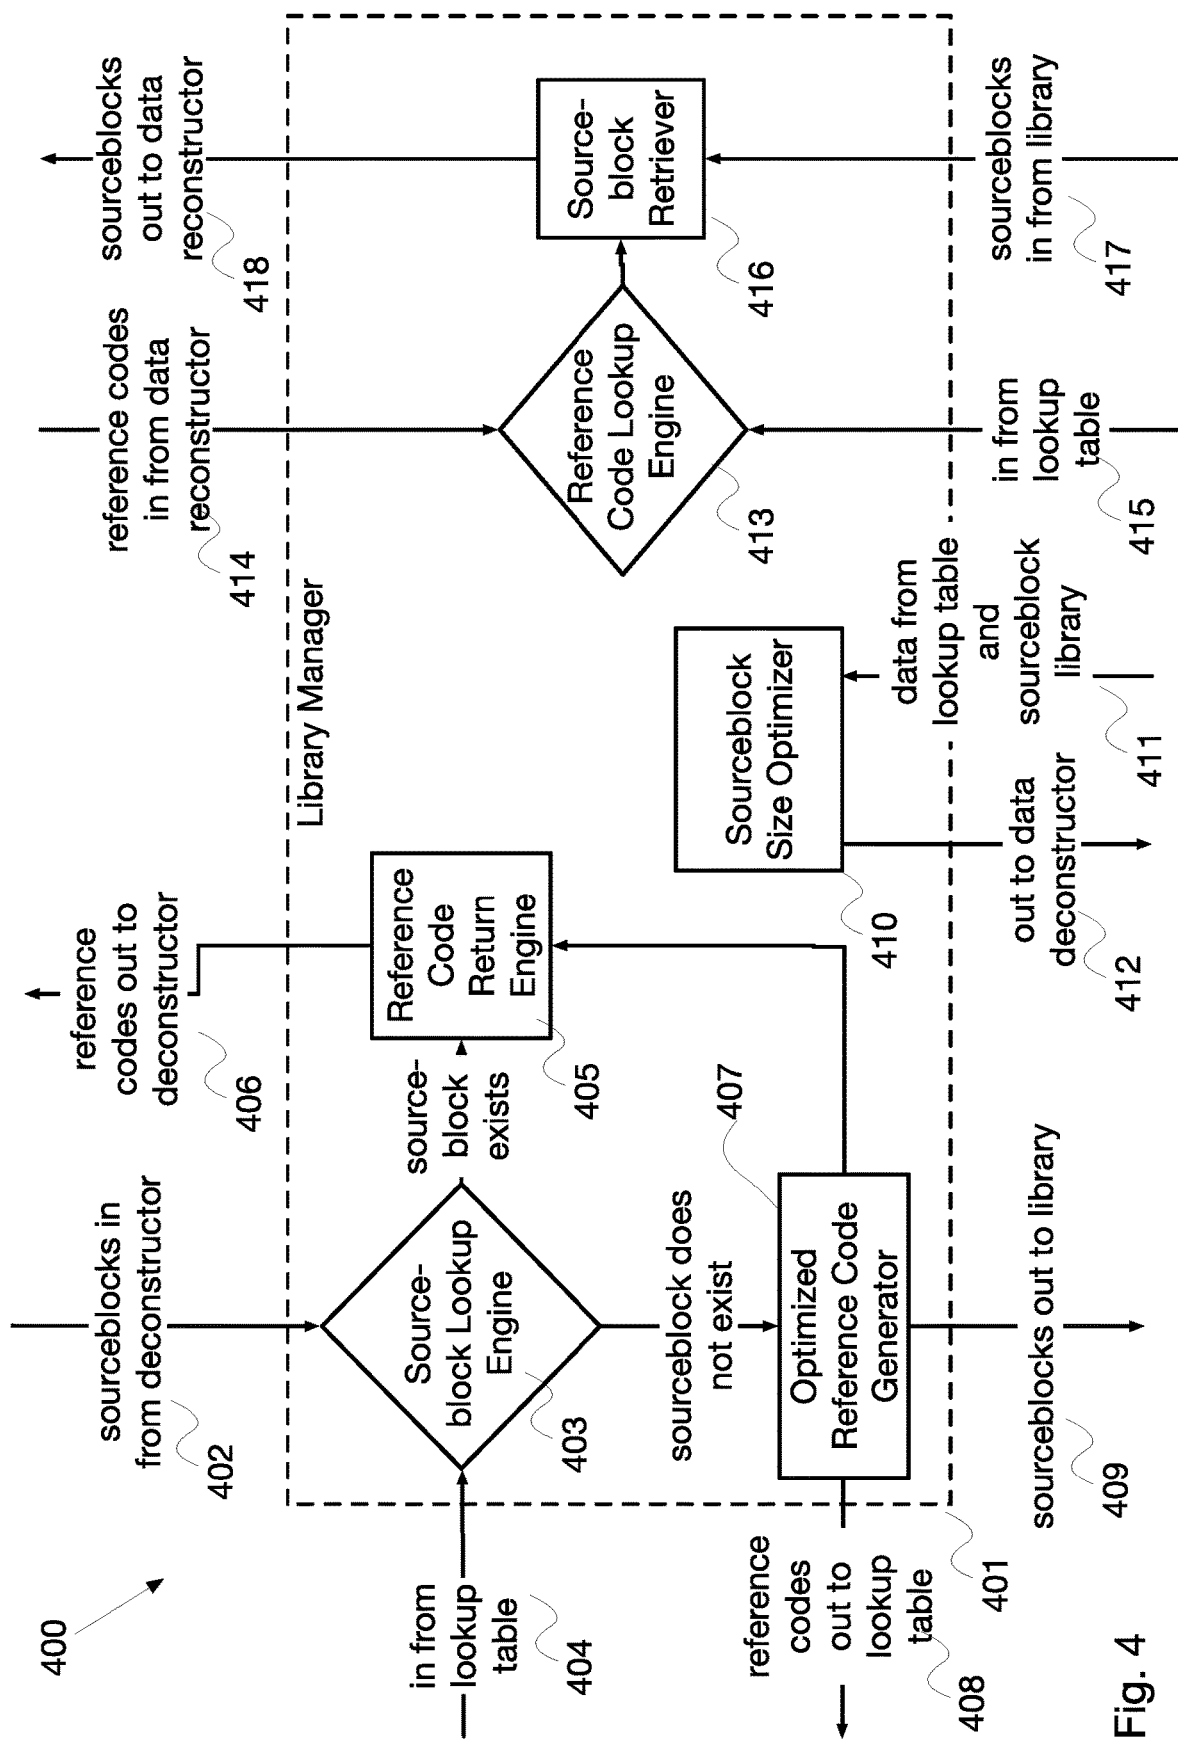 400
sourceblocks in
from deconstructor
402
reference
codes out to
deconstructor
406
reference codes
in from data
reconstructor
414
sourceblocks
out to data
reconstructor
418
Library Manager
in from
lookup
table
404
Source-
block Lookup
Engine
403
source-
block
exists
Reference
Code
Return
Engine
405
Reference
Code Lookup
Engine
413
Source-
block
Retriever
416
sourceblock does
not exist
407
Optimized
Reference Code
Generator
Sourceblock
Size Optimizer
410
reference
codes
out to
lookup
table
408
401
sourceblocks out to library
409
out to data
deconstructor
412
data from
lookup table
and
sourceblock
library
411
in from
lookup
table
415
sourceblocks
in from library
417
Fig. 4